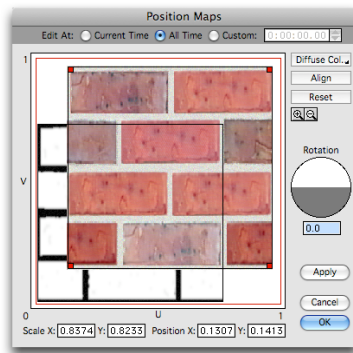 Position Maps
Edit At: Current Time All Time Custom: 0:00:00.00
1
Diffuse Col.
Align
Reset
Rotation
V
0.0
Apply
Cancel
0 U 1
OK
Scale X: 0.8374 Y: 0.8233 Position X: 0.1307 Y: 0.1413